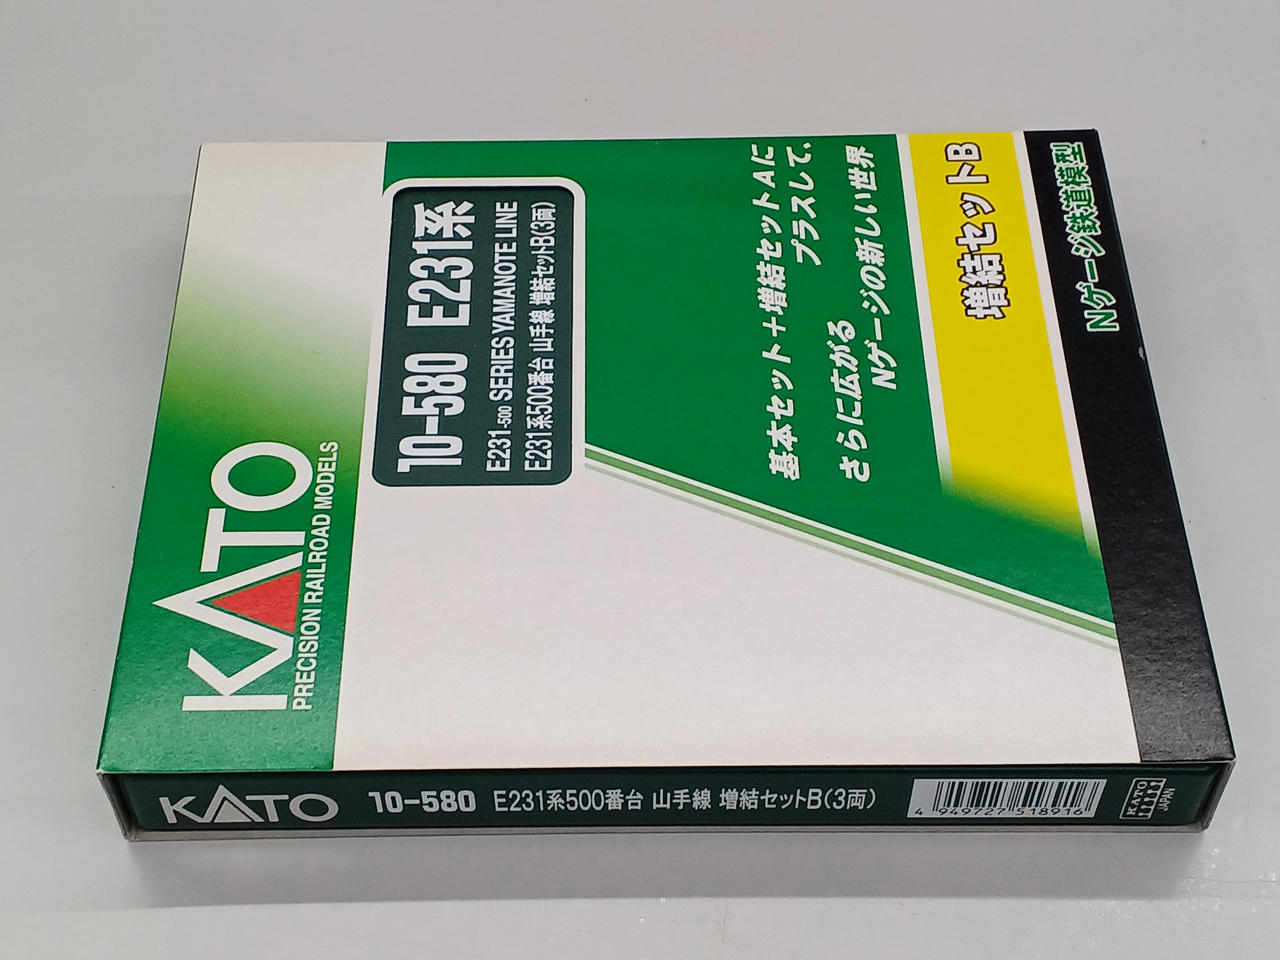 KATO
PRECISION RAILROAD MODELS
10-580 E231系
E231-500 SERIES YAMANOTE LINE
E231系500番台 山手線 増結セットB(3両)
基本セット+増結セットAに
プラスして、
さらに広がる
Nゲージの新しい世界
増結セットB
Nゲージ鉄道模型
KATO 10-580 E231系500番台 山手線 増結セットB(3両)
4 949727 518916
KATO
JAPAN